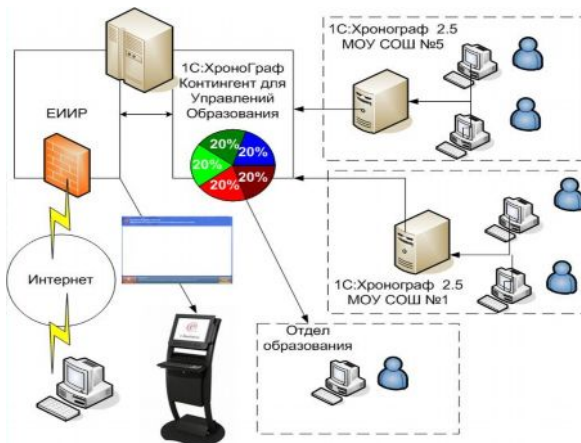 ЕИИР
1С:ХроноГраф
Контингент для
Управлений
Образования
20%
20%
20%
20%
20%
1С:Хронограф 2.5
МОУ СОШ №5
1С:Хронограф 2.5
МОУ СОШ №1
Интернет
Отдел
образования